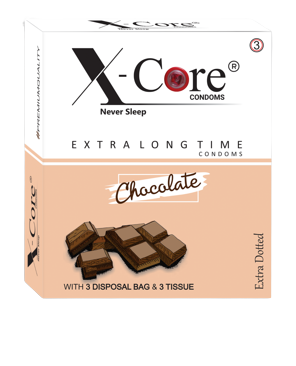 X-Core®
#PREMIUMQUALITY
3
X-Core®
CONDOMS
Never Sleep
EXTRA LONG TIME
CONDOMS
Chocolate
X-Core®
Extra Dotted
WITH 3 DISPOSAL BAG & 3 TISSUE